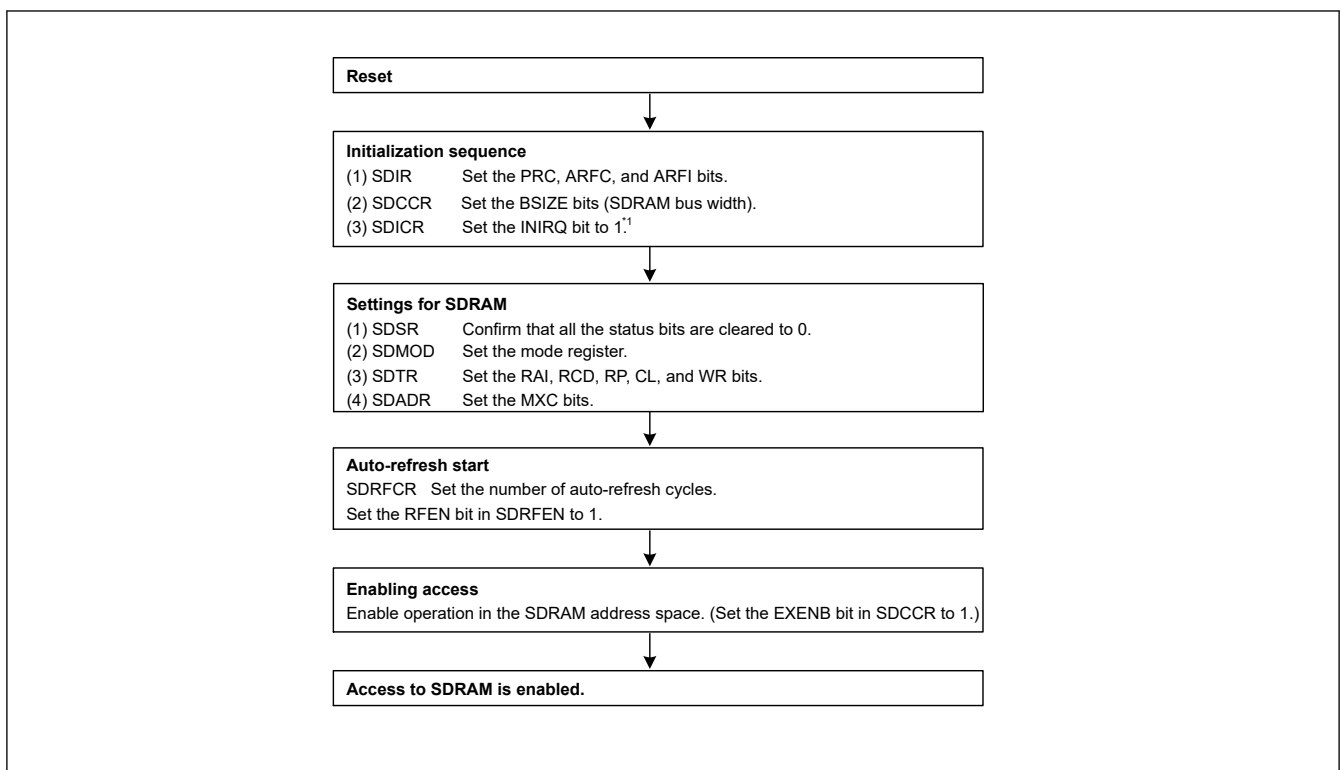 Reset
Initialization sequence
(1) SDIR Set the PRC, ARFC, and ARFI bits.
(2) SDCCR Set the BSIZE bits (SDRAM bus width).
(3) SDICR Set the INIRQ bit to 1.*1
Settings for SDRAM
(1) SDSR Confirm that all the status bits are cleared to 0.
(2) SDMOD Set the mode register.
(3) SDTR Set the RAI, RCD, RP, CL, and WR bits.
(4) SDADR Set the MXC bits.
Auto-refresh start
SDRFCR Set the number of auto-refresh cycles.
Set the RFEN bit in SDRFEN to 1.
Enabling access
Enable operation in the SDRAM address space. (Set the EXENB bit in SDCCR to 1.)
Access to SDRAM is enabled.